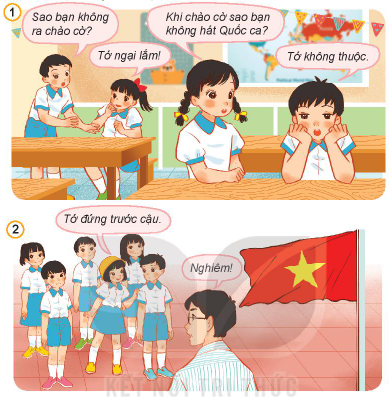 1
Sao bạn không
ra chào cờ?
Tớ ngại lắm!
Khi chào cờ sao bạn
không hát Quốc ca?
Tớ không thuộc.
2
Tớ đứng trước cậu.
Nghiêm!
KẾT NỐI TRI THỨC